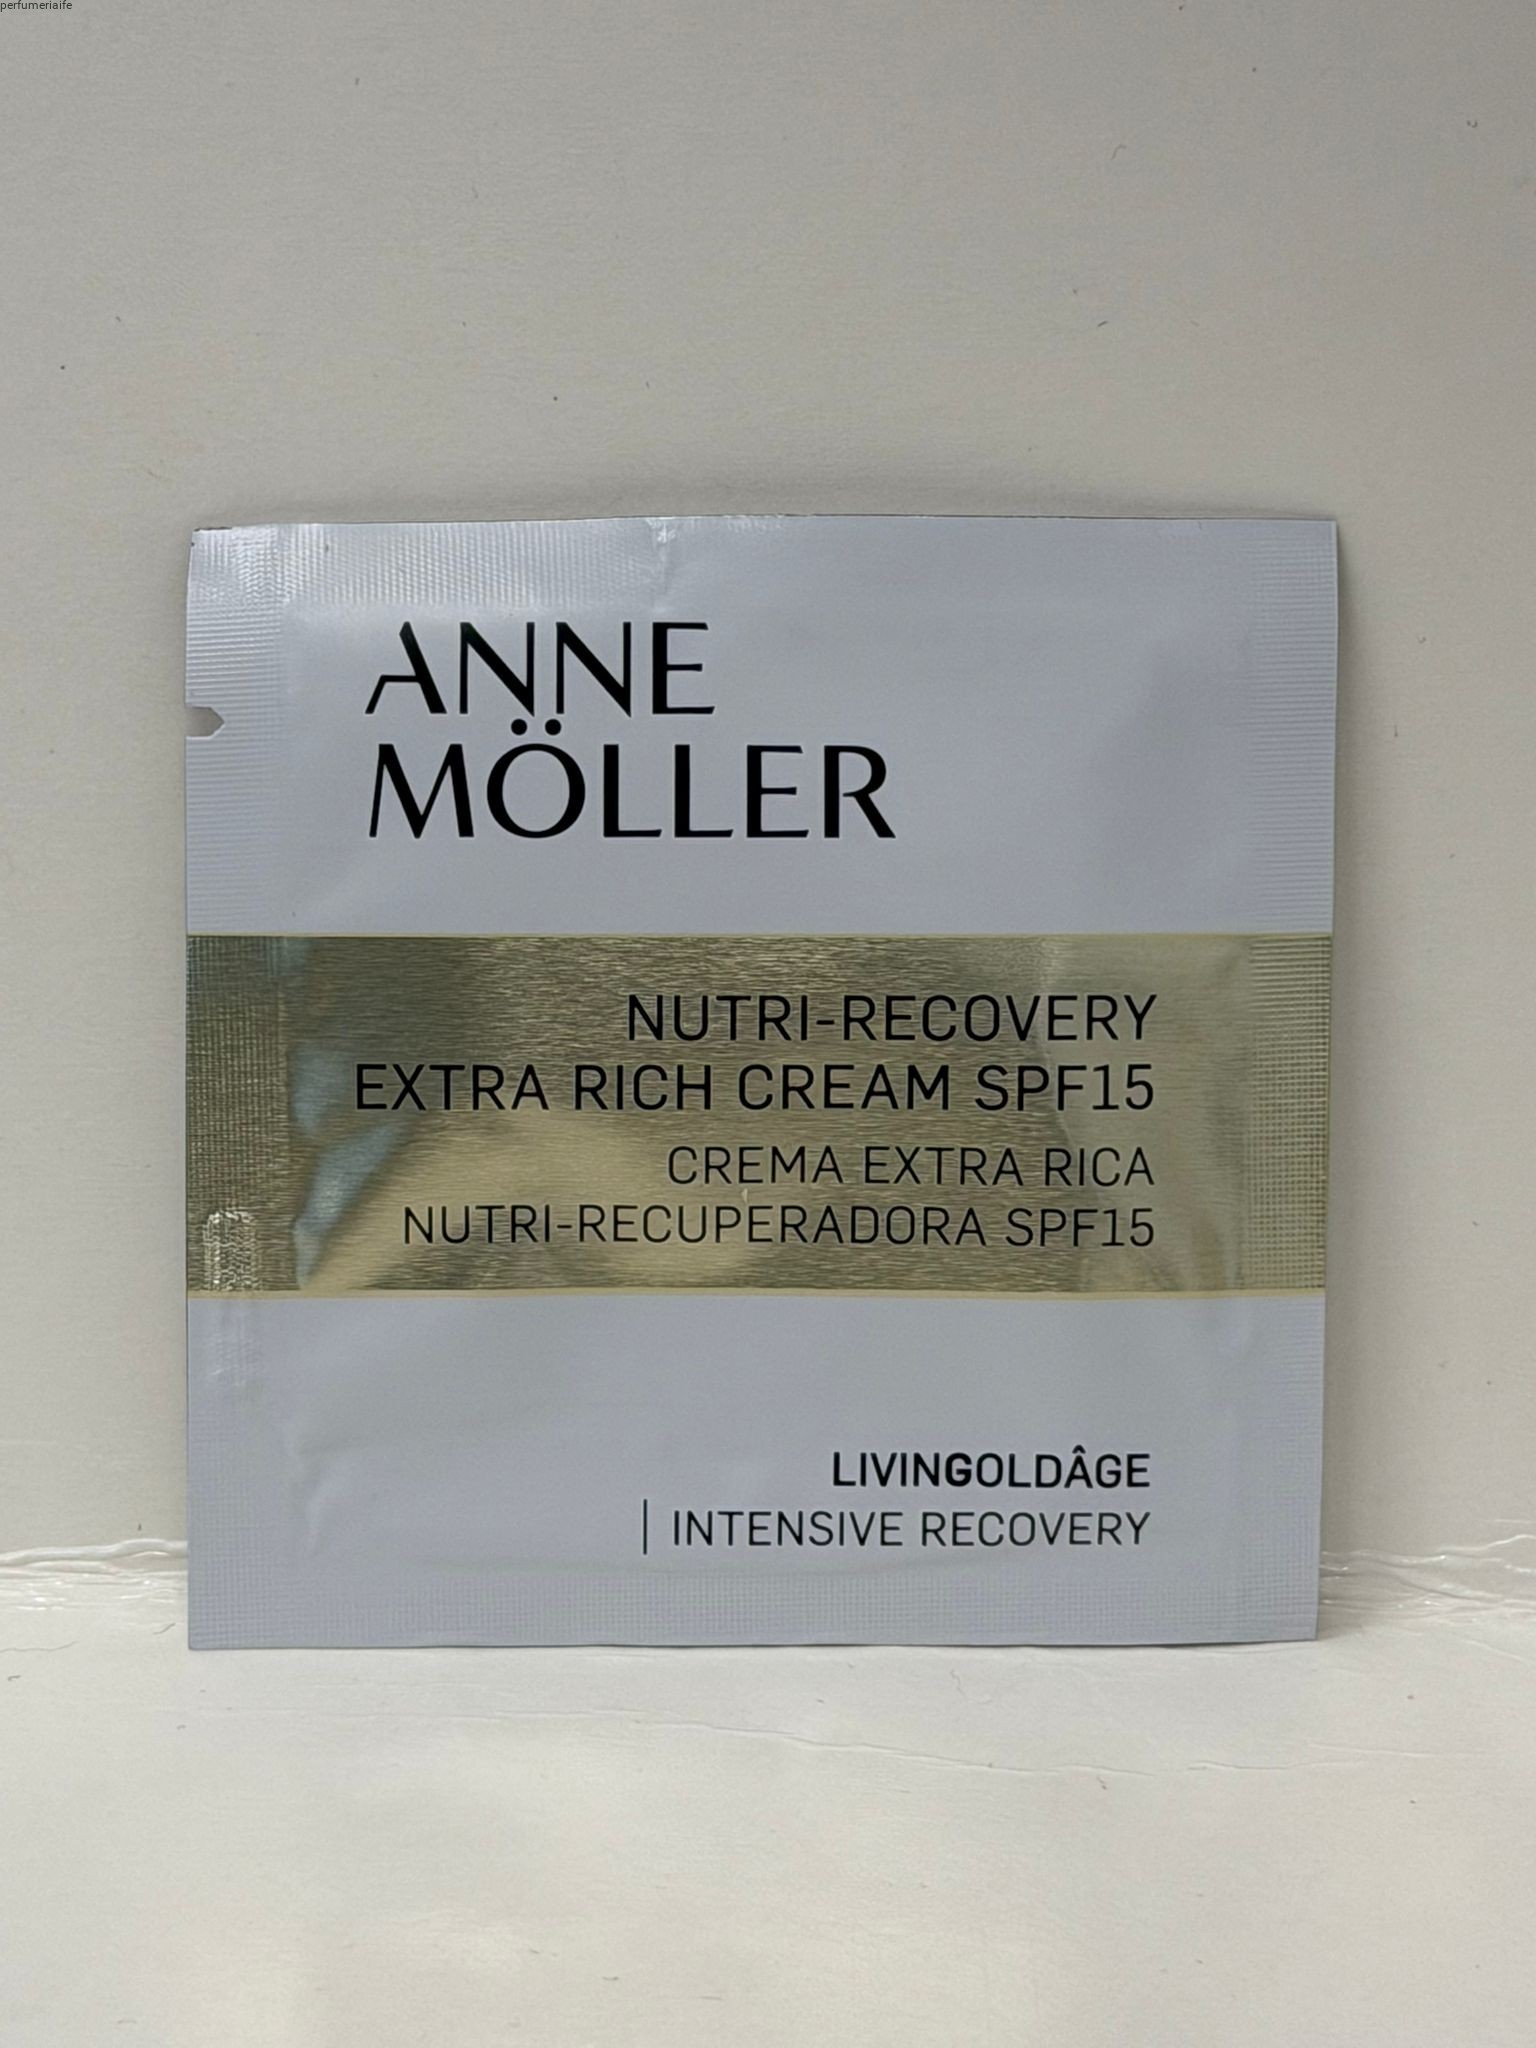 perfumeriaife
ANNE
MÖLLER
NUTRI-RECOVERY
EXTRA RICH CREAM SPF15
CREMA EXTRA RICA
NUTRI-RECUPERADORA SPF15
LIVINGOLDÂGE
INTENSIVE RECOVERY